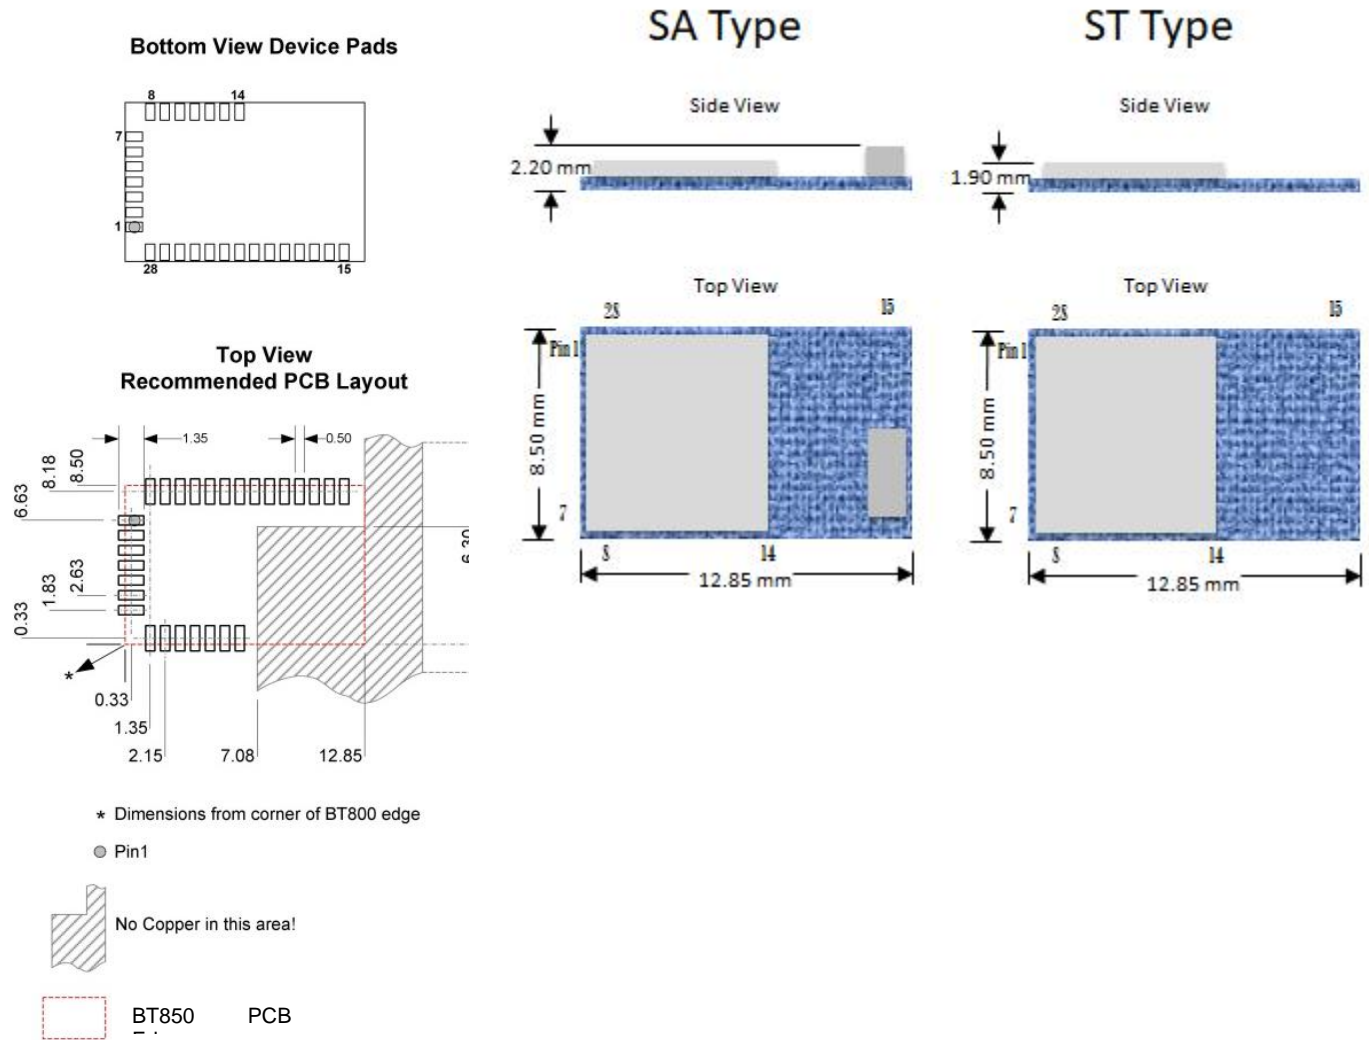 Bottom View Device Pads
8
14
7
1
28
15
Top View
Recommended PCB Layout
1.35
0.50
8.50
8.18
6.63
2.63
1.83
0.33
*
0.33
1.35
2.15
7.08
12.85
* Dimensions from corner of BT800 edge
Pin1
No Copper in this area!
BT850 PCB
SA Type
Side View
2.20 mm
Top View
28
15
Pin 1
8.50 mm
7
8
14
12.85 mm
ST Type
Side View
1.90 mm
Top View
28
15
Pin 1
8.50 mm
7
8
14
12.85 mm